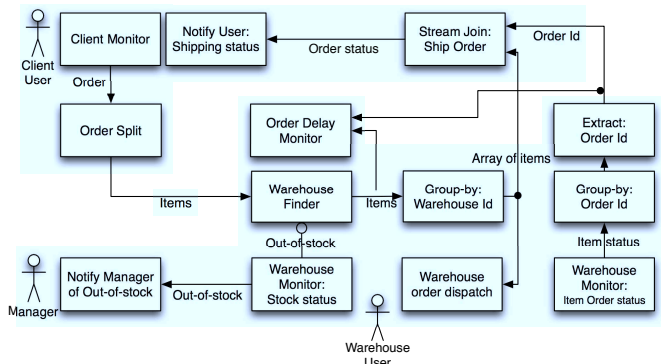 Client Monitor
Notify User:
Shipping status
Stream Join:
Ship Order
Order Id
Order status
Client
User
Order
Order Split
Order Delay
Monitor
Extract:
Order Id
Array of items
Items
Warehouse
Finder
Items
Group-by:
Warehouse Id
Group-by:
Order Id
Out-of-stock
Item status
Notify Manager
of Out-of-stock
Out-of-stock
Warehouse
Monitor:
Stock status
Warehouse
order dispatch
Warehouse
Monitor:
Item Order status
Manager
Warehouse
User